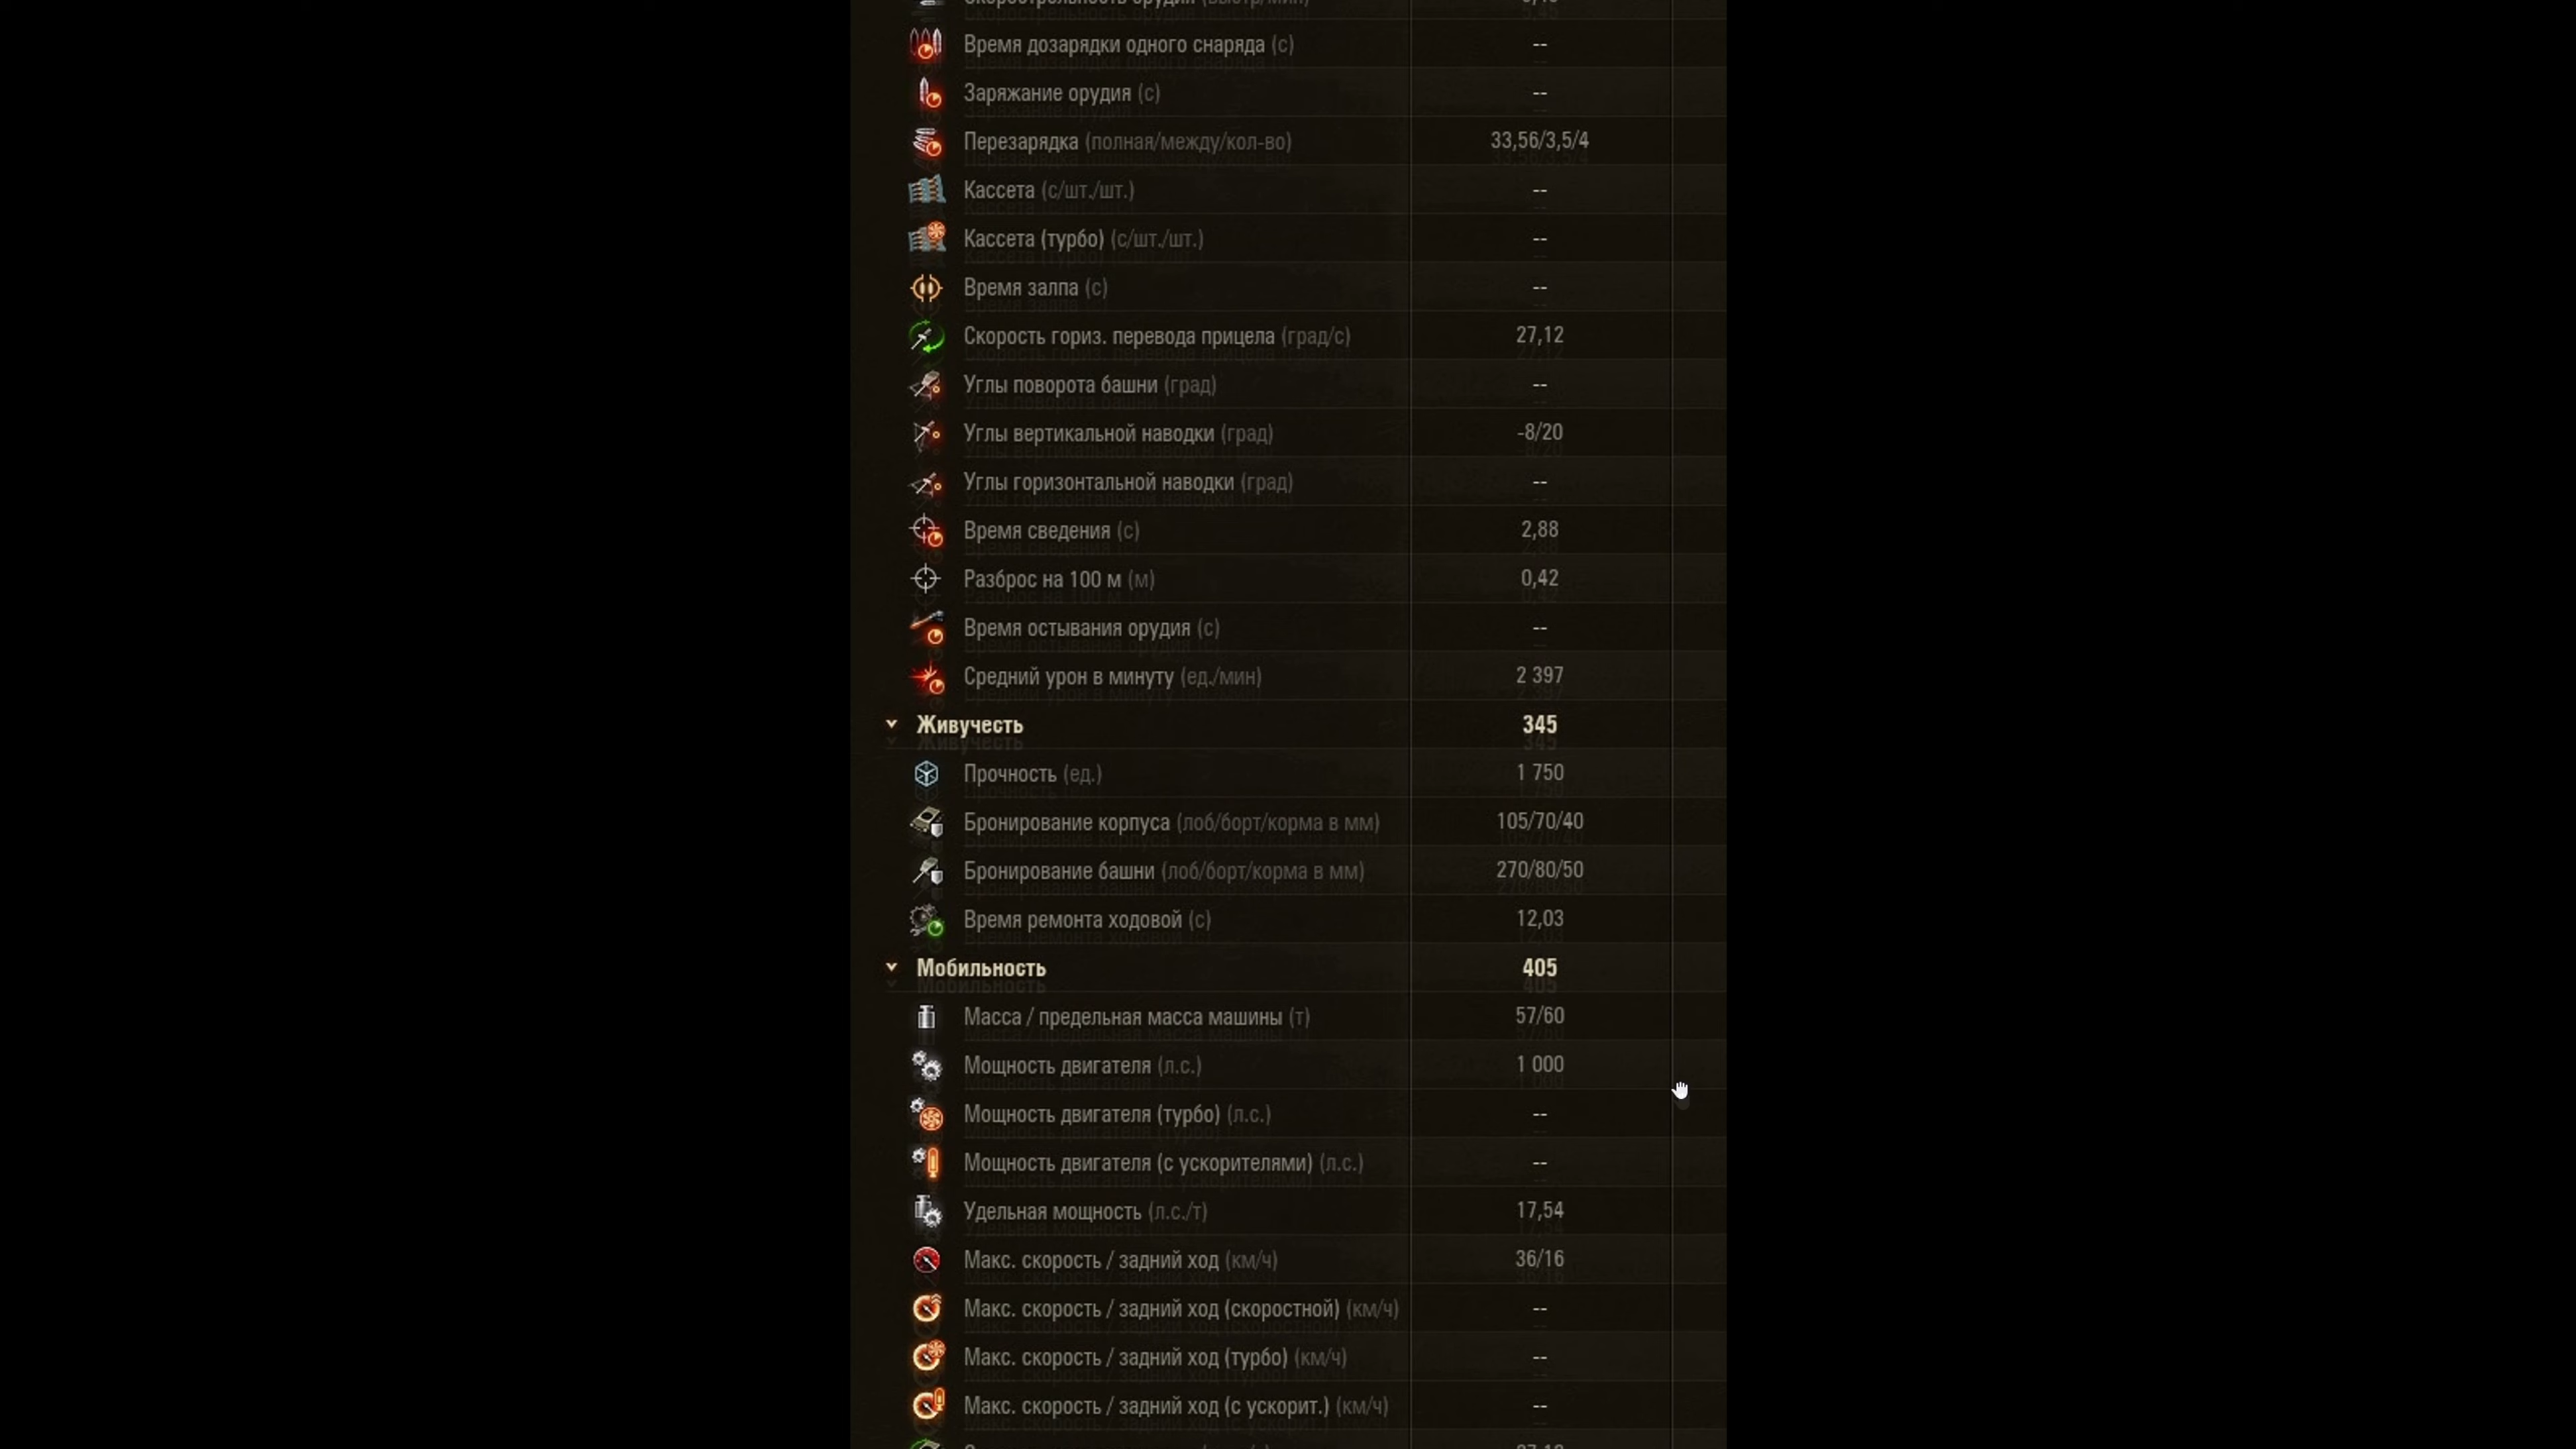 Скорострельность орудия (выстр/мин)
Время дозарядки одного снаряда (с) --
Заряжание орудия (с) --
Перезарядка (полная/между/кол-во) 33,56/3,5/4
Кассета (с/шт./шт.) --
Кассета (турбо) (с/шт./шт.) --
Время залпа (с) --
Скорость гориз. перевода прицела (град/с) 27,12
Углы поворота башни (град) --
Углы вертикальной наводки (град) -8/20
Углы горизонтальной наводки (град) --
Время сведения (с) 2,88
Разброс на 100 м (м) 0,42
Время остывания орудия (с) --
Средний урон в минуту (ед./мин) 2 397
Живучесть 345
Прочность (ед.) 1 750
Бронирование корпуса (лоб/борт/корма в мм) 105/70/40
Бронирование башни (лоб/борт/корма в мм) 270/80/50
Время ремонта ходовой (с) 12,03
Мобильность 405
Масса / предельная масса машины (т) 57/60
Мощность двигателя (л.с.) 1 000
Мощность двигателя (турбо) (л.с.) --
Мощность двигателя (с ускорителями) (л.с.) --
Удельная мощность (л.с./т) 17,54
Макс. скорость / задний ход (км/ч) 36/16
Макс. скорость / задний ход (скоростной) (км/ч) --
Макс. скорость / задний ход (турбо) (км/ч) --
Макс. скорость / задний ход (с ускорит.) (км/ч) --